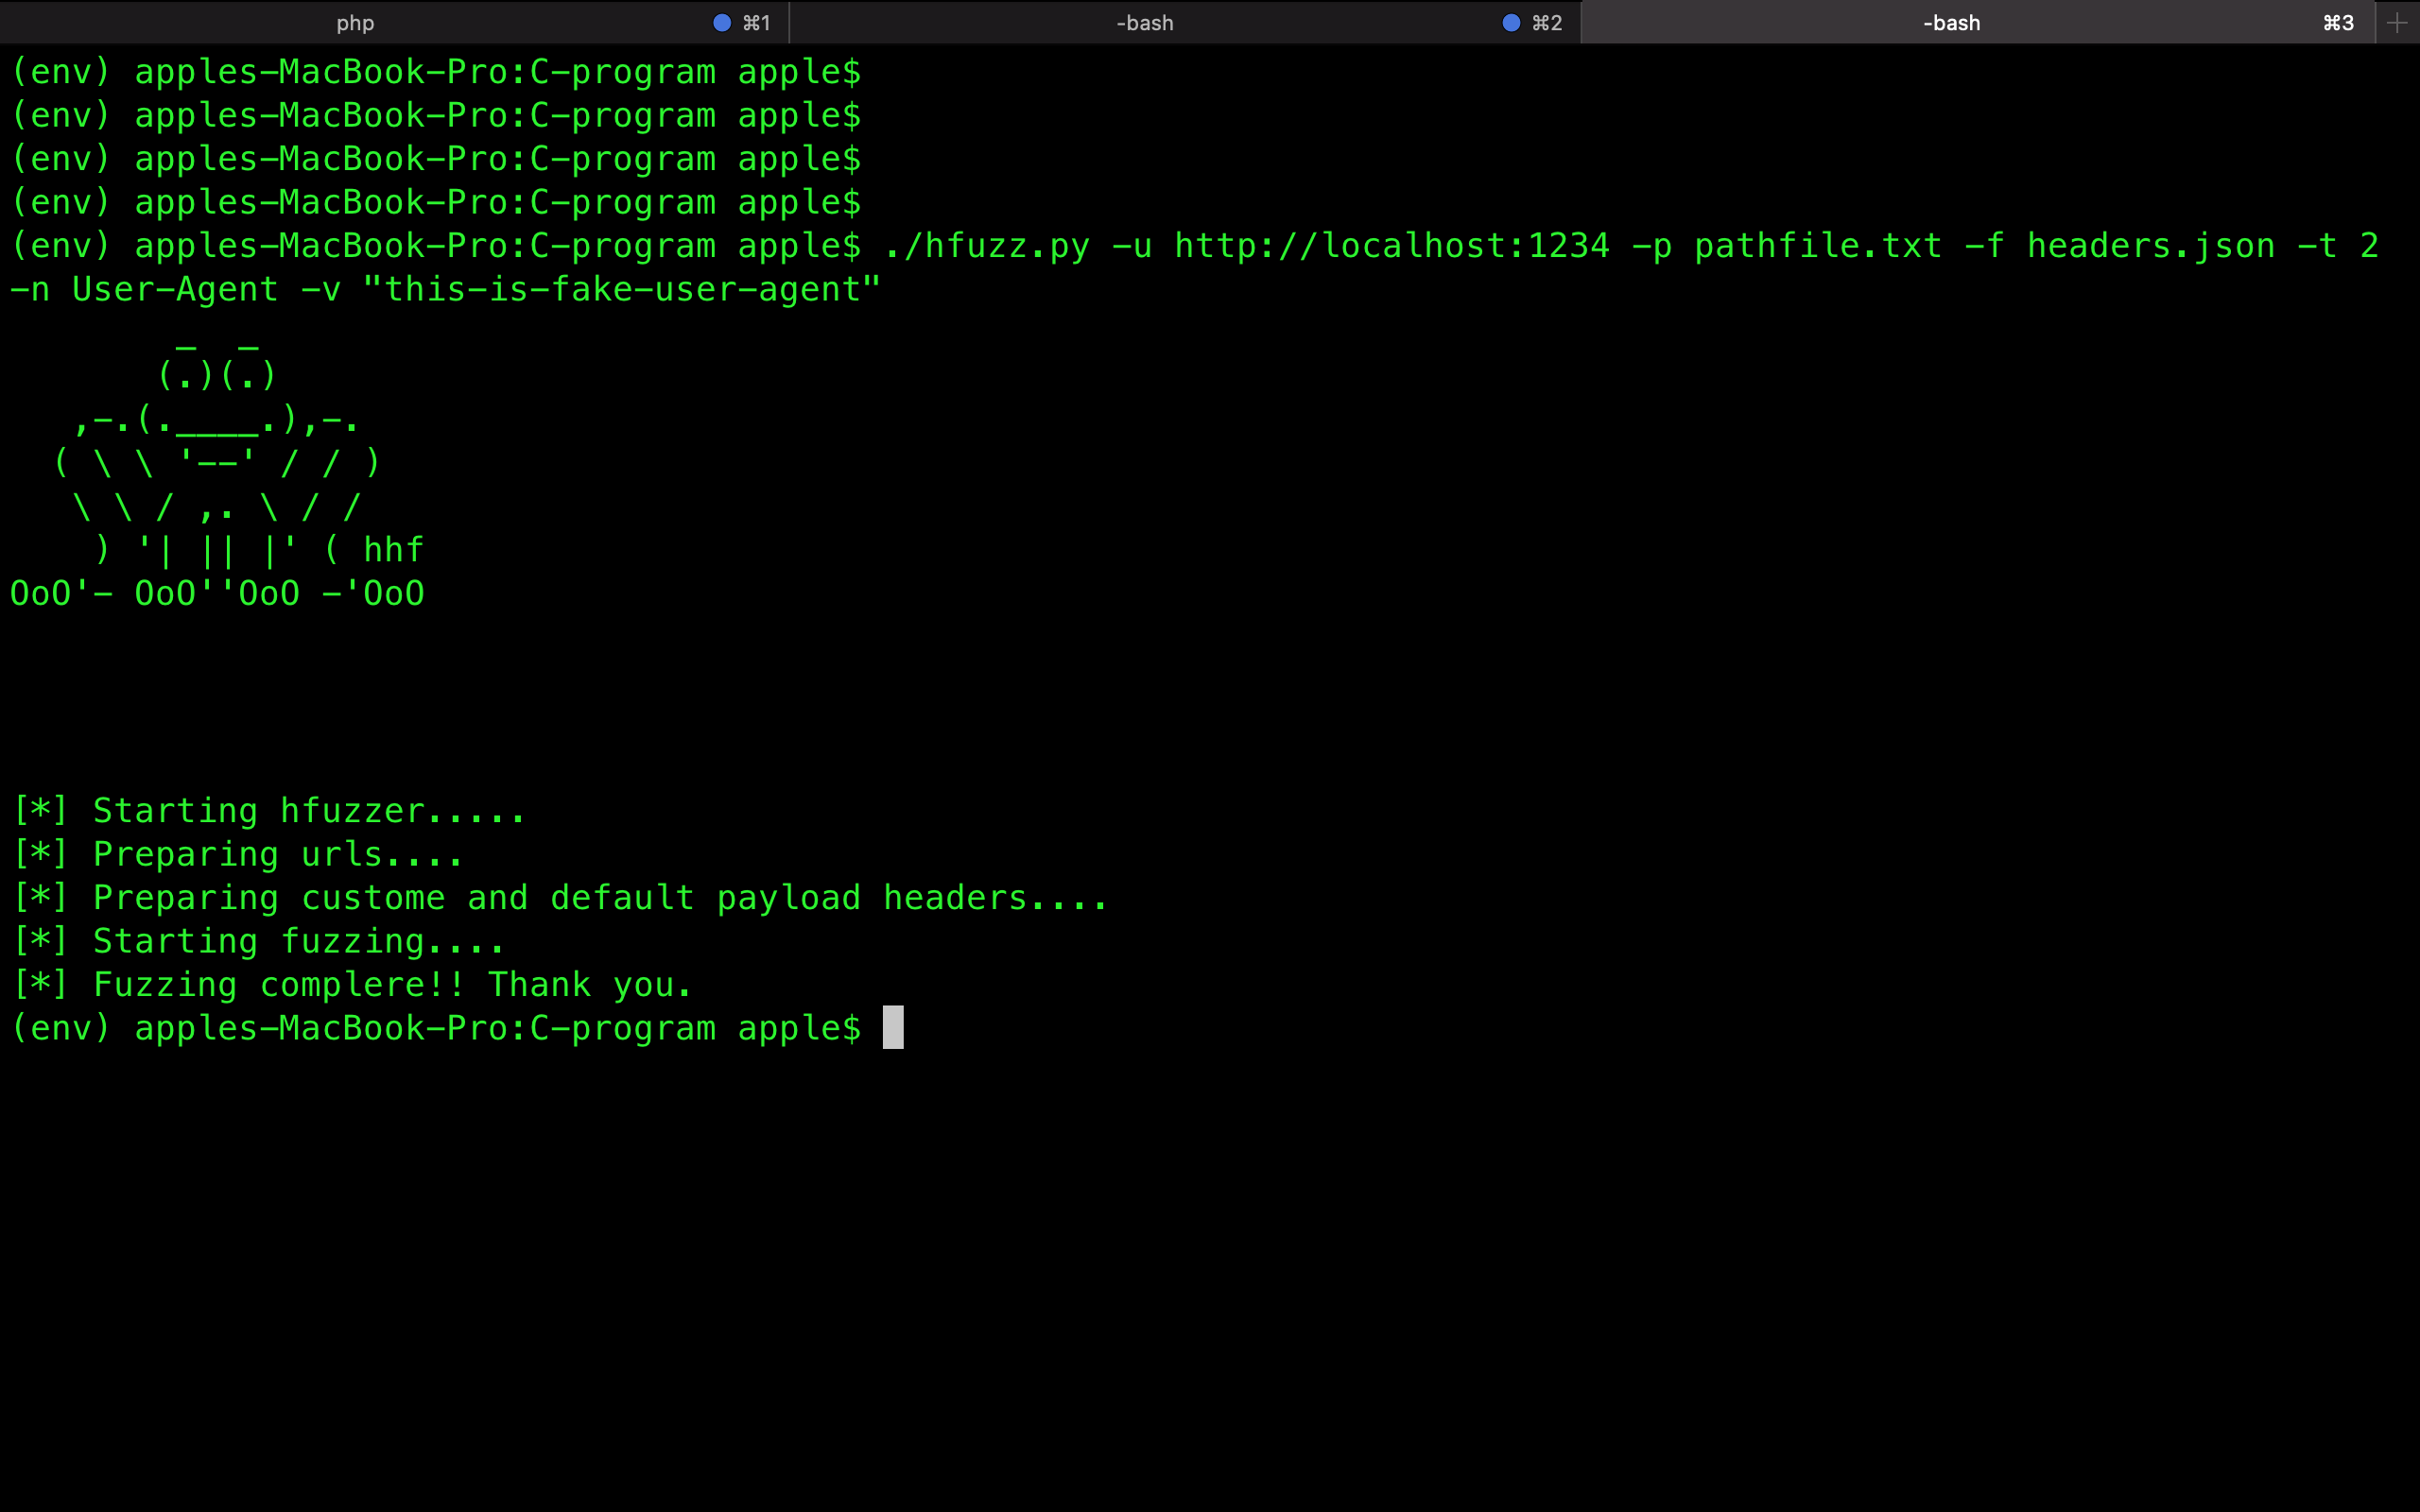 php ⌘1 -bash ⌘2 -bash ⌘3 +
(env) apples-MacBook-Pro:C-program apple$
(env) apples-MacBook-Pro:C-program apple$
(env) apples-MacBook-Pro:C-program apple$
(env) apples-MacBook-Pro:C-program apple$
(env) apples-MacBook-Pro:C-program apple$ ./hfuzz.py -u http://localhost:1234 -p pathfile.txt -f headers.json -t 2
-n User-Agent -v "this-is-fake-user-agent"
        _  _
       (.)(.)
   ,-.(.____.),-.
  ( \ \ '--' / / )
   \ \ / ,. \ / /
    ) '| || |' ( hhf
OoO'- OoO''OoO -'OoO
[*] Starting hfuzzer.....
[*] Preparing urls....
[*] Preparing custome and default payload headers....
[*] Starting fuzzing....
[*] Fuzzing complere!! Thank you.
(env) apples-MacBook-Pro:C-program apple$